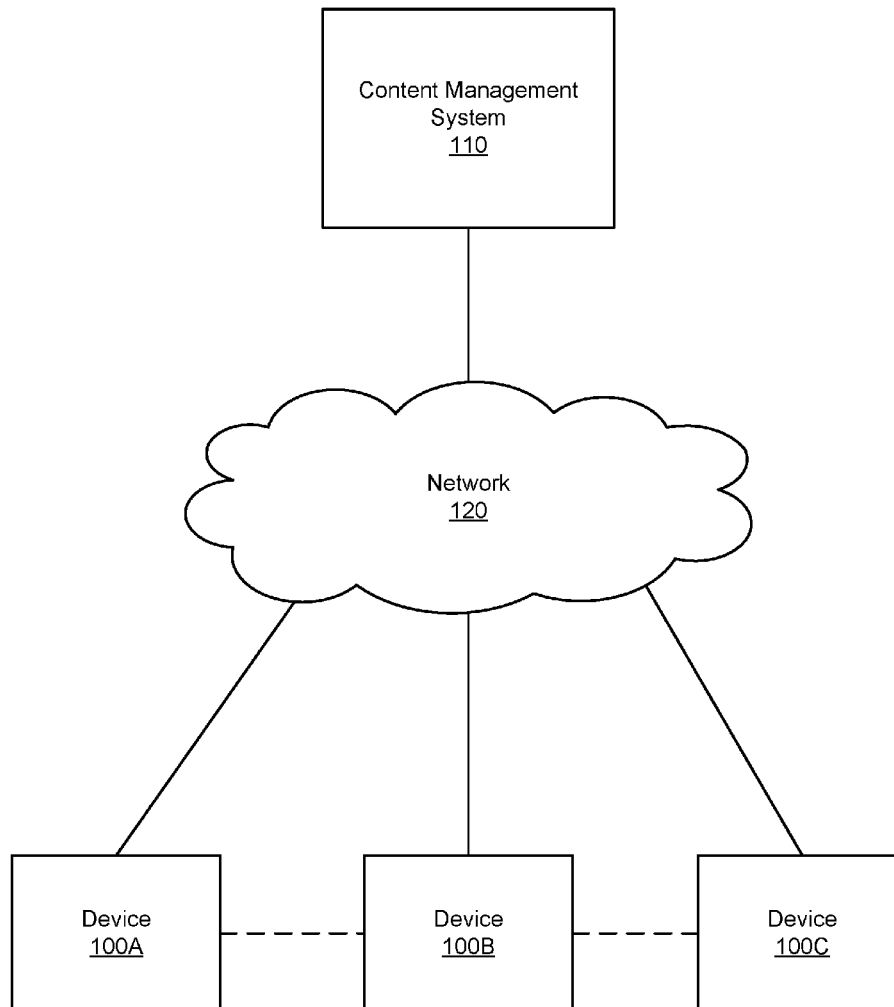 Content Management
System
110
Network
120
Device
100A
Device
100B
Device
100C